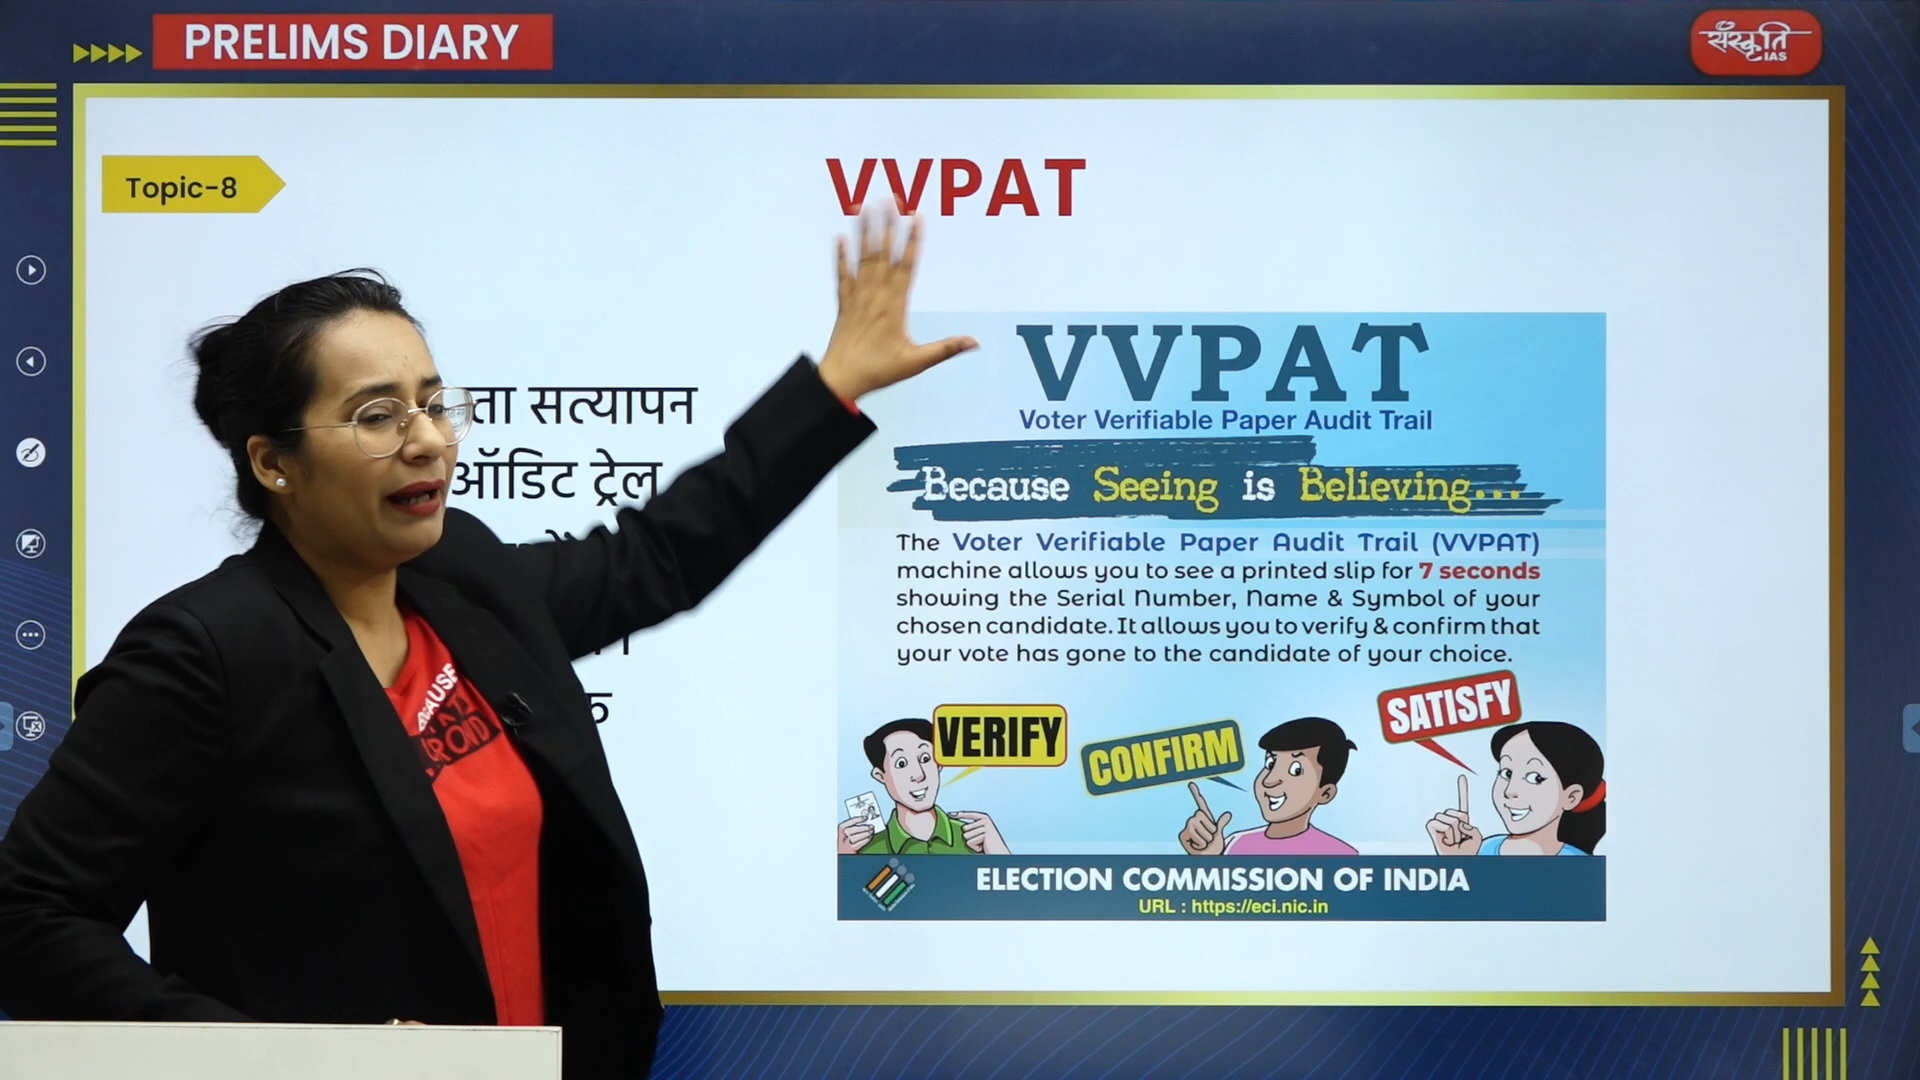 PRELIMS DIARY
संस्कृति
IAS
Topic-8
VVPAT
सत्यापन
ऑडिट ट्रेल
VVPAT
Voter Verifiable Paper Audit Trail
Because Seeing is Believing...
The Voter Verifiable Paper Audit Trail (VVPAT)
machine allows you to see a printed slip for 7 seconds
showing the Serial Number, Name & Symbol of your
chosen candidate. It allows you to verify & confirm that
your vote has gone to the candidate of your choice.
VERIFY
CONFIRM
SATISFY
ELECTION COMMISSION OF INDIA
URL : https://eci.nic.in